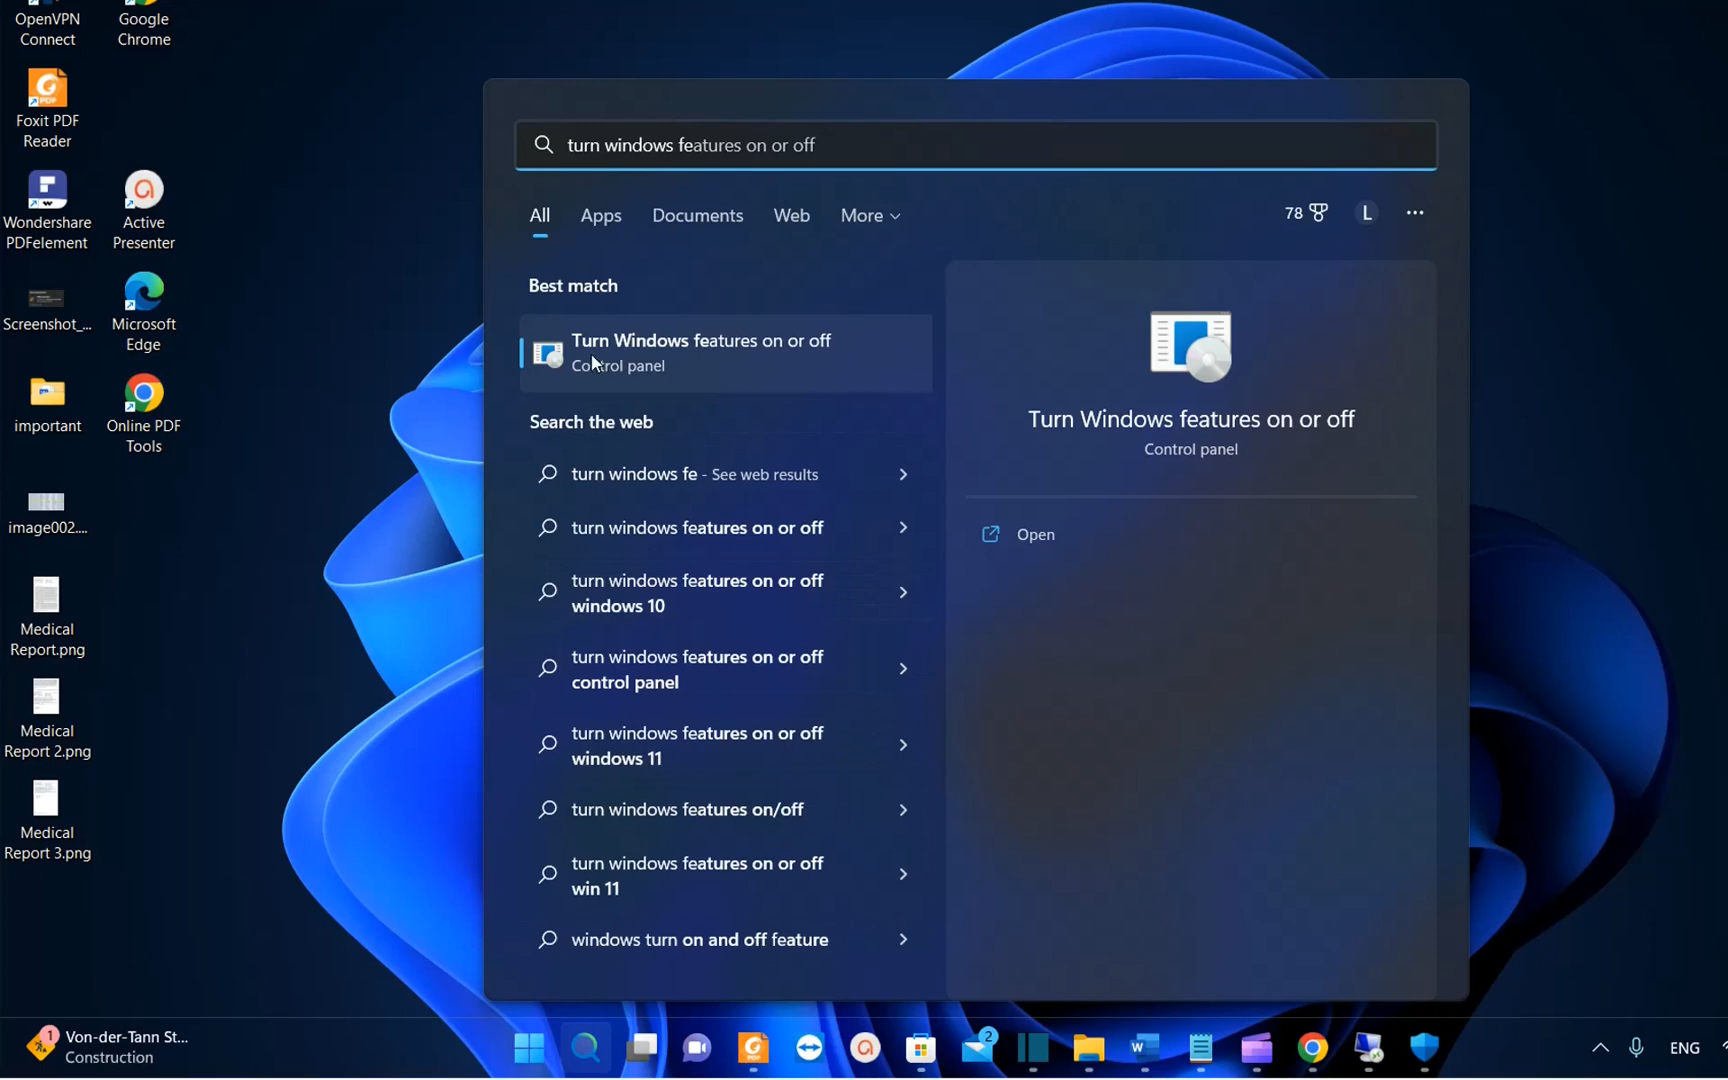 OpenVPN
Connect
Google
Chrome
Foxit PDF
Reader
Wondershare
PDFelement
Active
Presenter
Screenshot_...
Microsoft
Edge
important
Online PDF
Tools
image002....
Medical
Report.png
Medical
Report 2.png
Medical
Report 3.png
turn windows features on or off
All
Apps
Documents
Web
More
78
L
Best match
Turn Windows features on or off
Control panel
Search the web
turn windows fe - See web results
turn windows features on or off
turn windows features on or off
windows 10
turn windows features on or off
control panel
turn windows features on or off
windows 11
turn windows features on/off
turn windows features on or off
win 11
windows turn on and off feature
Turn Windows features on or off
Control panel
Open
1
Von-der-Tann St...
Construction
2
ENG